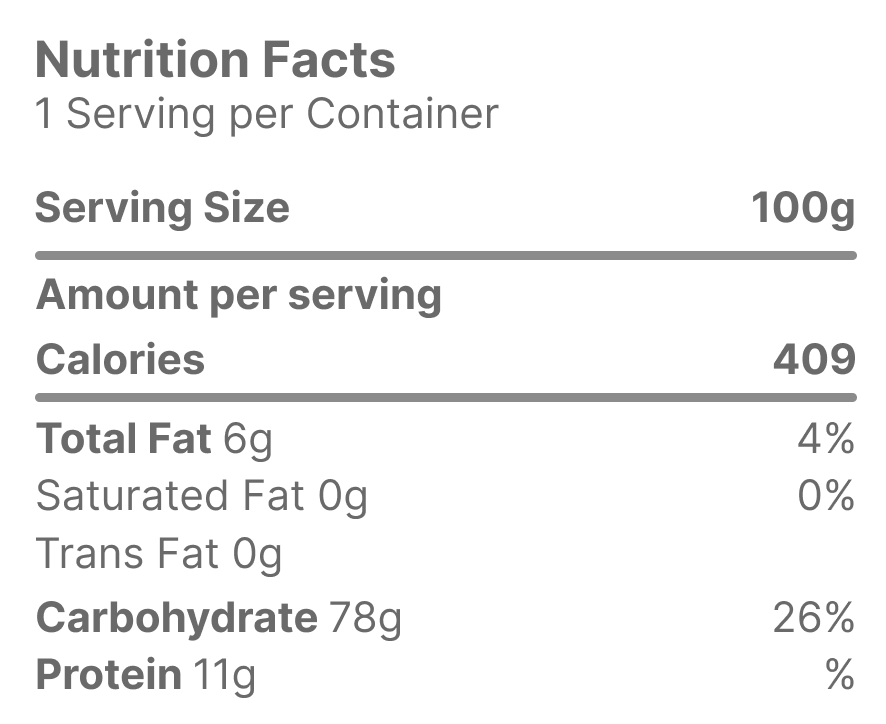 Nutrition Facts
1 Serving per Container
Serving Size 100g
Amount per serving
Calories 409
Total Fat 6g 4%
Saturated Fat 0g 0%
Trans Fat 0g
Carbohydrate 78g 26%
Protein 11g %